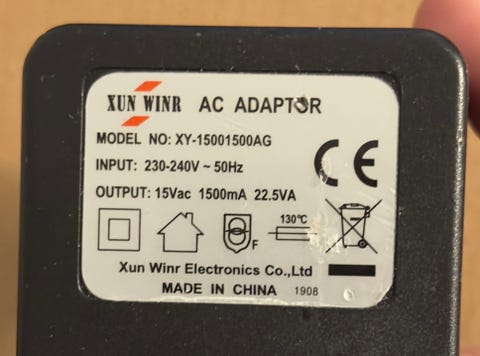 XUN WINR AC ADAPTOR
MODEL NO: XY-15001500AG
INPUT: 230-240V ~ 50Hz
OUTPUT: 15Vac 1500mA 22.5VA
CE
F
130℃
Xun Winr Electronics Co.,Ltd
MADE IN CHINA 1908